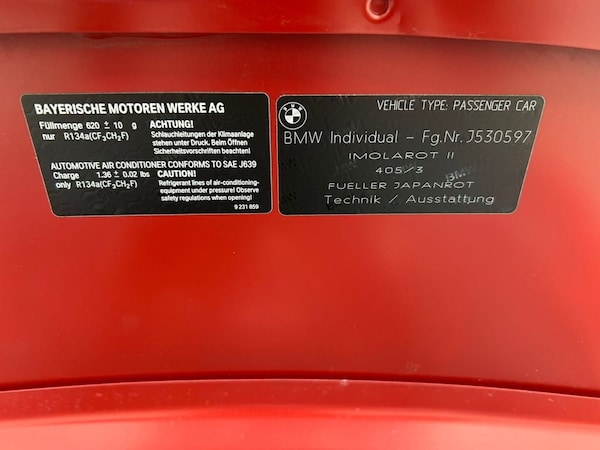 BAYERISCHE MOTOREN WERKE AG
Füllmenge 620 ± 10 g
nur R134a(CF₃CH₂F)
ACHTUNG!
Schlauchleitungen der Klimaanlage
stehen unter Druck. Beim Öffnen
Sicherheitsvorschriften beachten!
AUTOMOTIVE AIR CONDITIONER CONFORMS TO SAE J639
Charge 1.36 ± 0.02 lbs
only R134a(CF₃CH₂F)
CAUTION!
Refrigerant lines of air-conditioning-
equipment under pressure! Observe
safety regulations when opening!
9 231 859
BMW
VEHICLE TYPE: PASSENGER CAR
BMW Individual - Fg.Nr.J530597
IMOLAROT II
405/3
FUELLER JAPANROT
Technik / Ausstattung